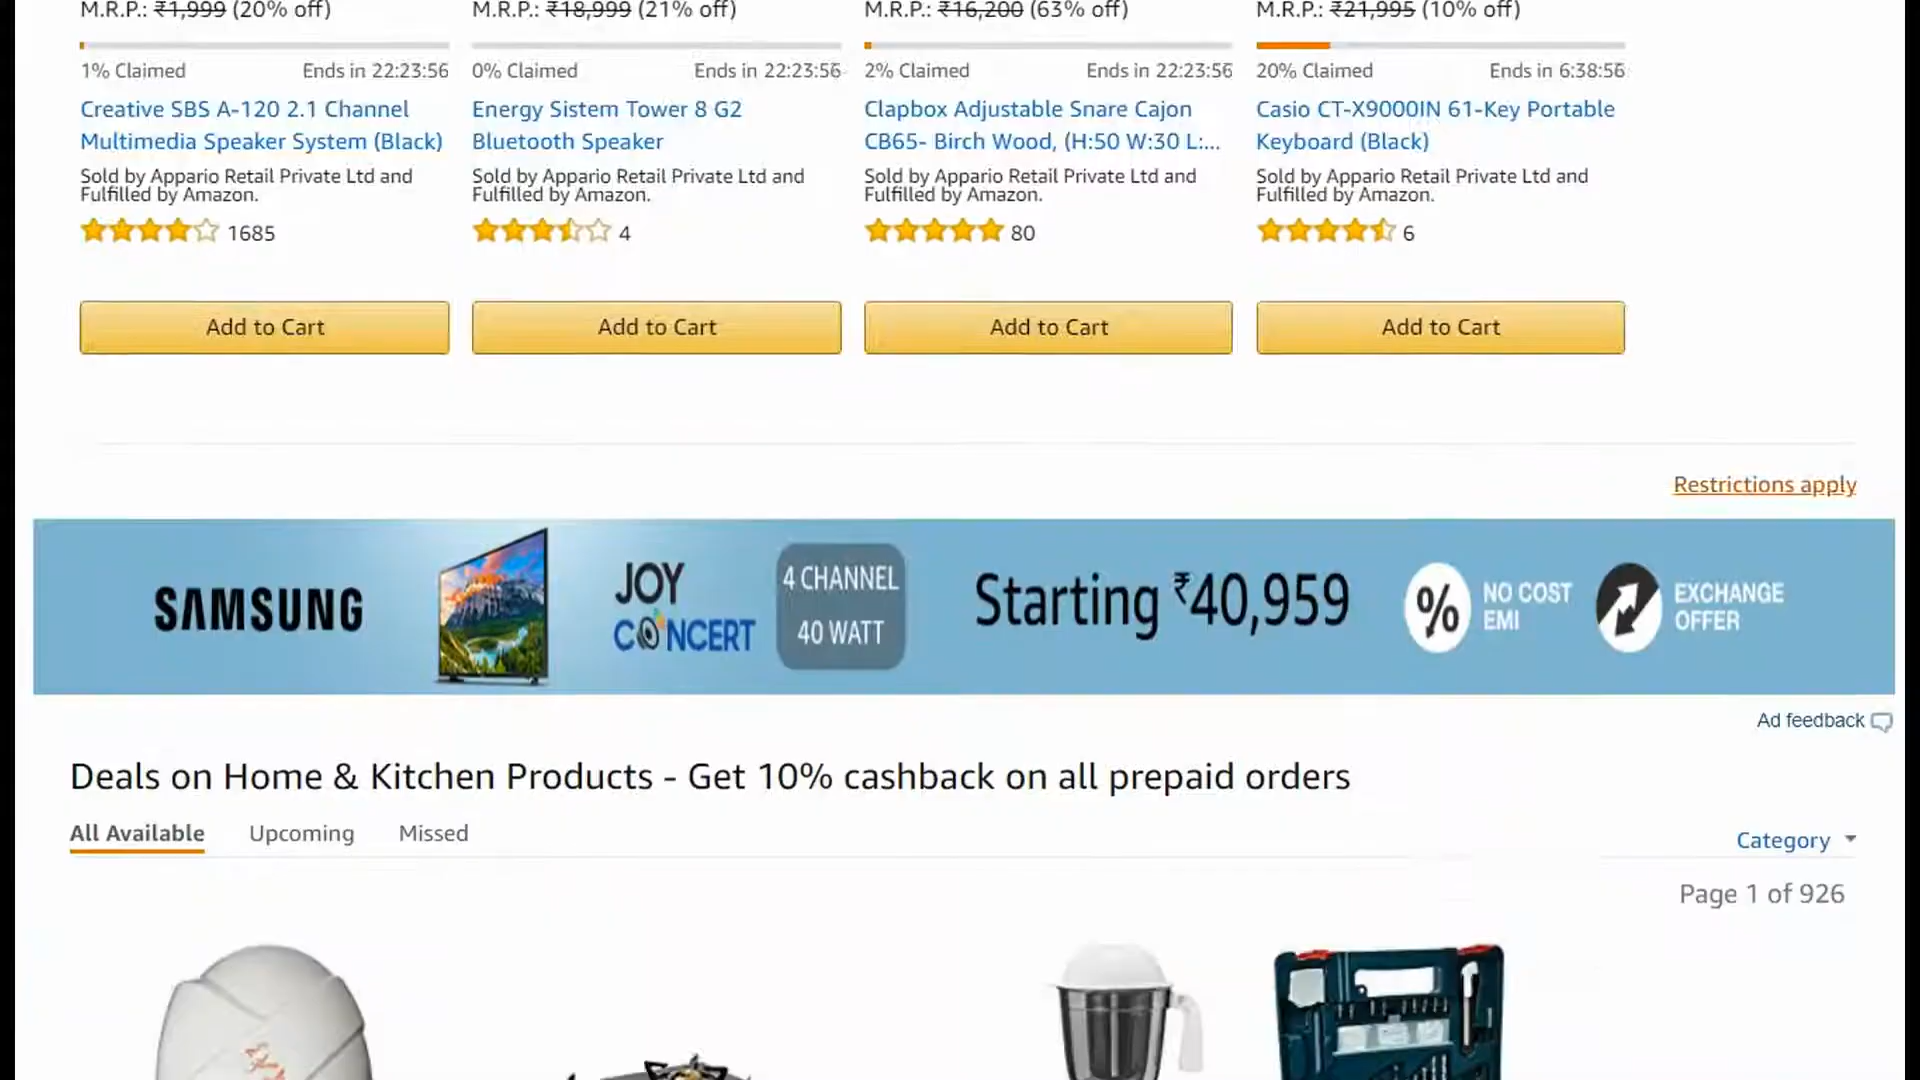 M.R.P.: ₹1,999 (20% off)
M.R.P.: ₹18,999 (21% off)
M.R.P.: ₹16,200 (63% off)
M.R.P.: ₹21,995 (10% off)
1% Claimed Ends in 22:23:56
0% Claimed Ends in 22:23:56
2% Claimed Ends in 22:23:56
20% Claimed Ends in 6:38:56
Creative SBS A-120 2.1 Channel
Multimedia Speaker System (Black)
Energy Sistem Tower 8 G2
Bluetooth Speaker
Clapbox Adjustable Snare Cajon
CB65- Birch Wood, (H:50 W:30 L:...
Casio CT-X9000IN 61-Key Portable
Keyboard (Black)
Sold by Appario Retail Private Ltd and
Fulfilled by Amazon.
Sold by Appario Retail Private Ltd and
Fulfilled by Amazon.
Sold by Appario Retail Private Ltd and
Fulfilled by Amazon.
Sold by Appario Retail Private Ltd and
Fulfilled by Amazon.
1685
4
80
6
Add to Cart
Add to Cart
Add to Cart
Add to Cart
Restrictions apply
SAMSUNG
JOY
CONCERT
4 CHANNEL
40 WATT
Starting ₹40,959
%
NO COST
EMI
EXCHANGE
OFFER
Ad feedback
Deals on Home & Kitchen Products - Get 10% cashback on all prepaid orders
All Available Upcoming Missed
Category
Page 1 of 926